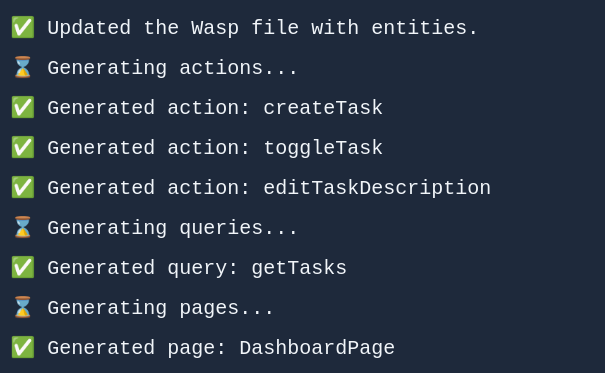 ✅ Updated the Wasp file with entities.
⌛ Generating actions...
✅ Generated action: createTask
✅ Generated action: toggleTask
✅ Generated action: editTaskDescription
⌛ Generating queries...
✅ Generated query: getTasks
⌛ Generating pages...
✅ Generated page: DashboardPage